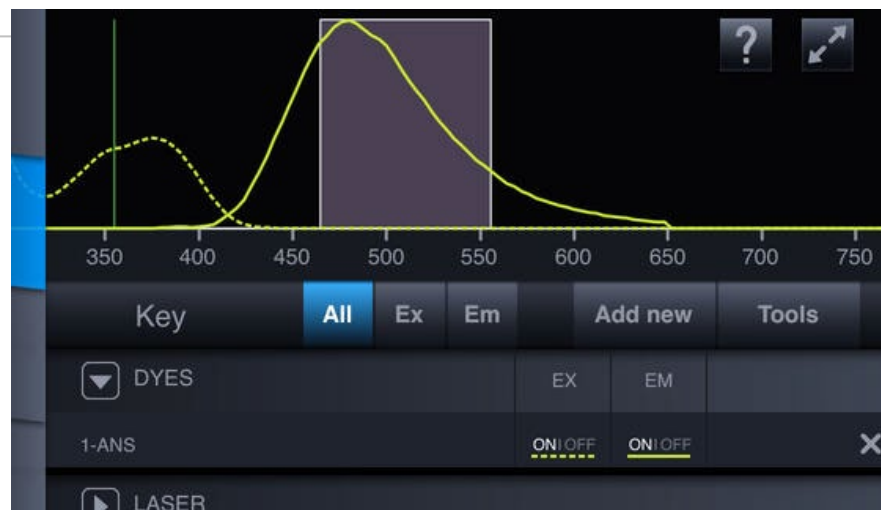 ?
350 400 450 500 550 600 650 700 750
Key All Ex Em Add new Tools
DYES EX EM
1-ANS ON|OFF ON|OFF X
LASER